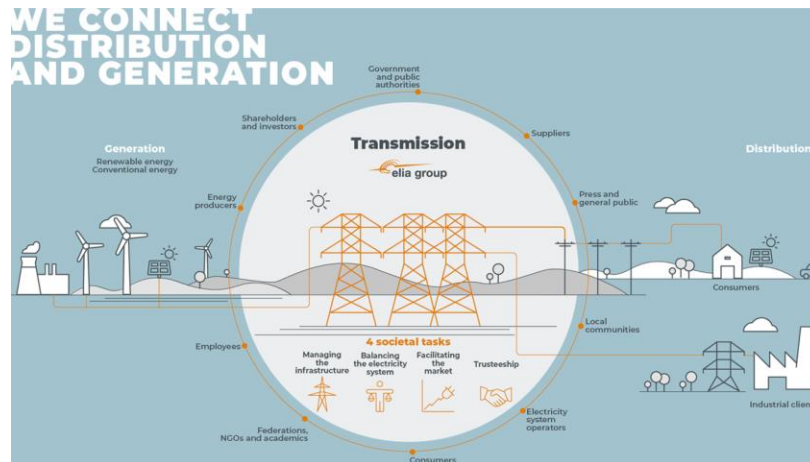 WE CONNECT
DISTRIBUTION
AND GENERATION
Government
and public
authorities
Shareholders
and investors
Suppliers
Transmission
elia group
Generation
Renewable energy
Conventional energy
Distribution
Energy
producers
Press and
general public
Consumers
Local
communities
Employees
4 societal tasks
Managing
the
infrastructure
Balancing
the electricity
system
Facilitating
the
market
Trusteeship
Industrial clien
Electricity
system
operators
Federations,
NGOs and academics
Consumers